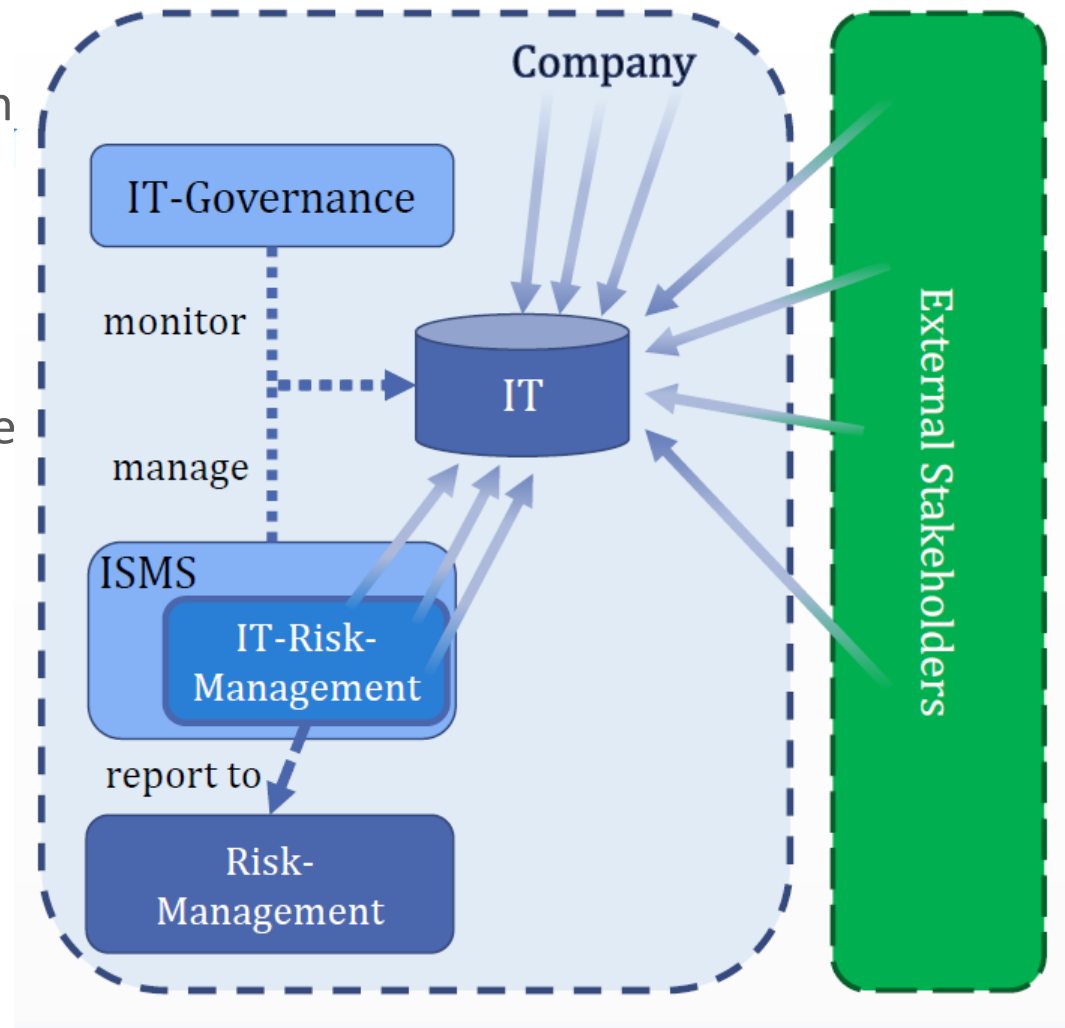 Company
IT-Governance
monitor
IT
manage
ISMS
IT-Risk-
Management
report to
Risk-
Management
External Stakeholders